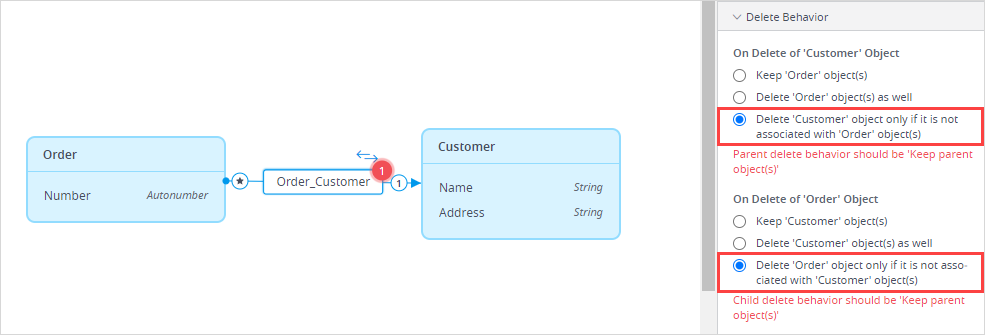 Order
Number Autonumber
★
Order_Customer
1
1
Customer
Name String
Address String
Delete Behavior
On Delete of 'Customer' Object
Keep 'Order' object(s)
Delete 'Order' object(s) as well
Delete 'Customer' object only if it is not
associated with 'Order' object(s)
Parent delete behavior should be 'Keep parent
object(s)'
On Delete of 'Order' Object
Keep 'Customer' object(s)
Delete 'Customer' object(s) as well
Delete 'Order' object only if it is not asso-
ciated with 'Customer' object(s)
Child delete behavior should be 'Keep parent
object(s)'